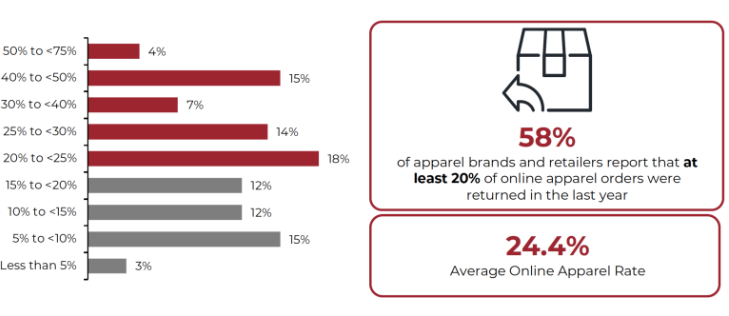 50% to <75% 4%
40% to <50% 15%
30% to <40% 7%
25% to <30% 14%
20% to <25% 18%
15% to <20% 12%
10% to <15% 12%
5% to <10% 15%
Less than 5% 3%
58%
of apparel brands and retailers report that at
least 20% of online apparel orders were
returned in the last year
24.4%
Average Online Apparel Rate